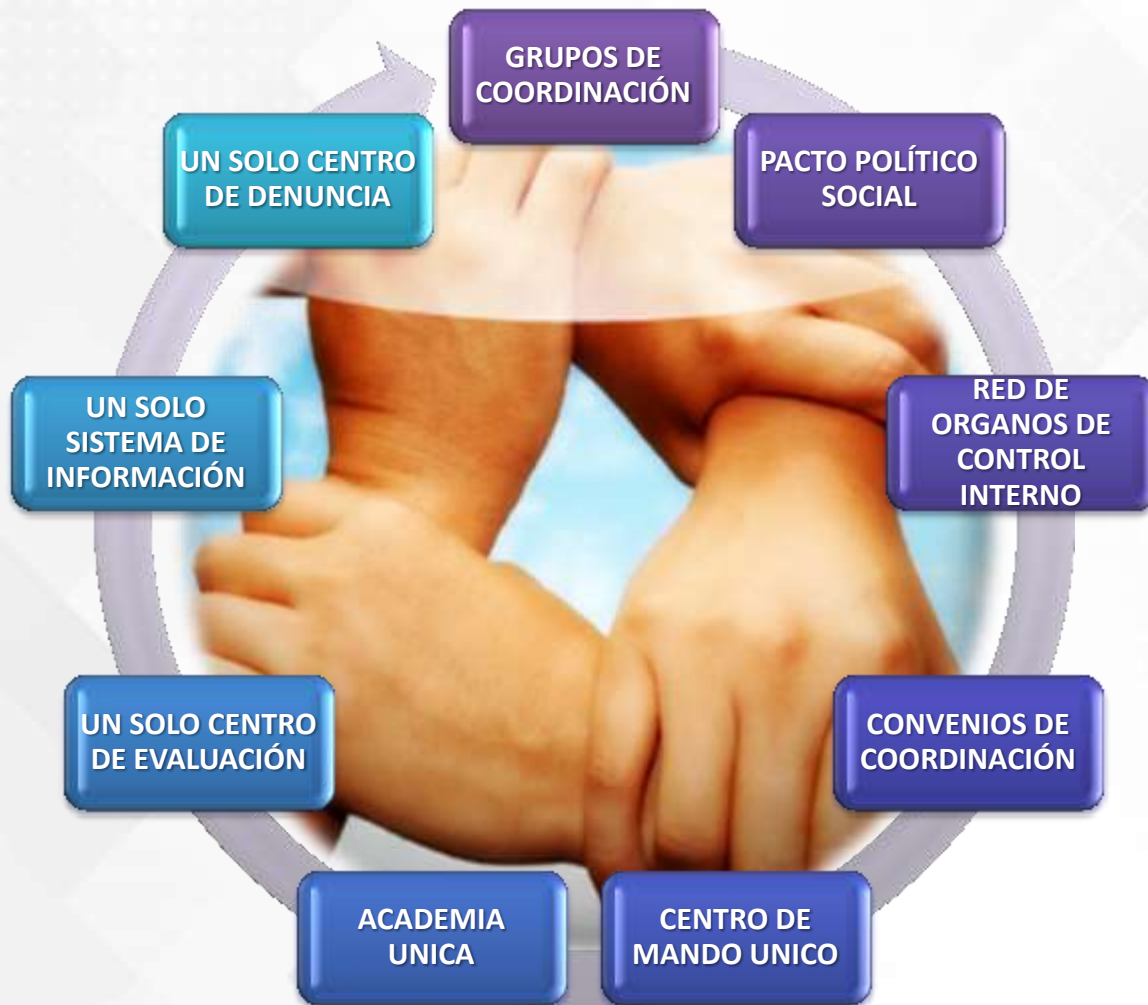 GRUPOS DE
COORDINACIÓN
PACTO POLÍTICO
SOCIAL
RED DE
ORGANOS DE
CONTROL
INTERNO
CONVENIOS DE
COORDINACIÓN
CENTRO DE
MANDO UNICO
ACADEMIA
UNICA
UN SOLO CENTRO
DE EVALUACIÓN
UN SOLO
SISTEMA DE
INFORMACIÓN
UN SOLO CENTRO
DE DENUNCIA